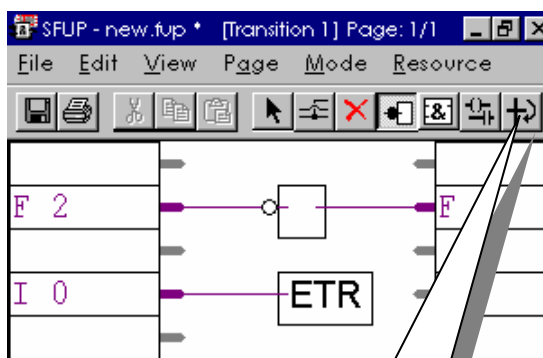 SFUP - new.fup * [Transition 1] Page: 1/1
File Edit View Page Mode Resource
F 2 F
I 0 ETR